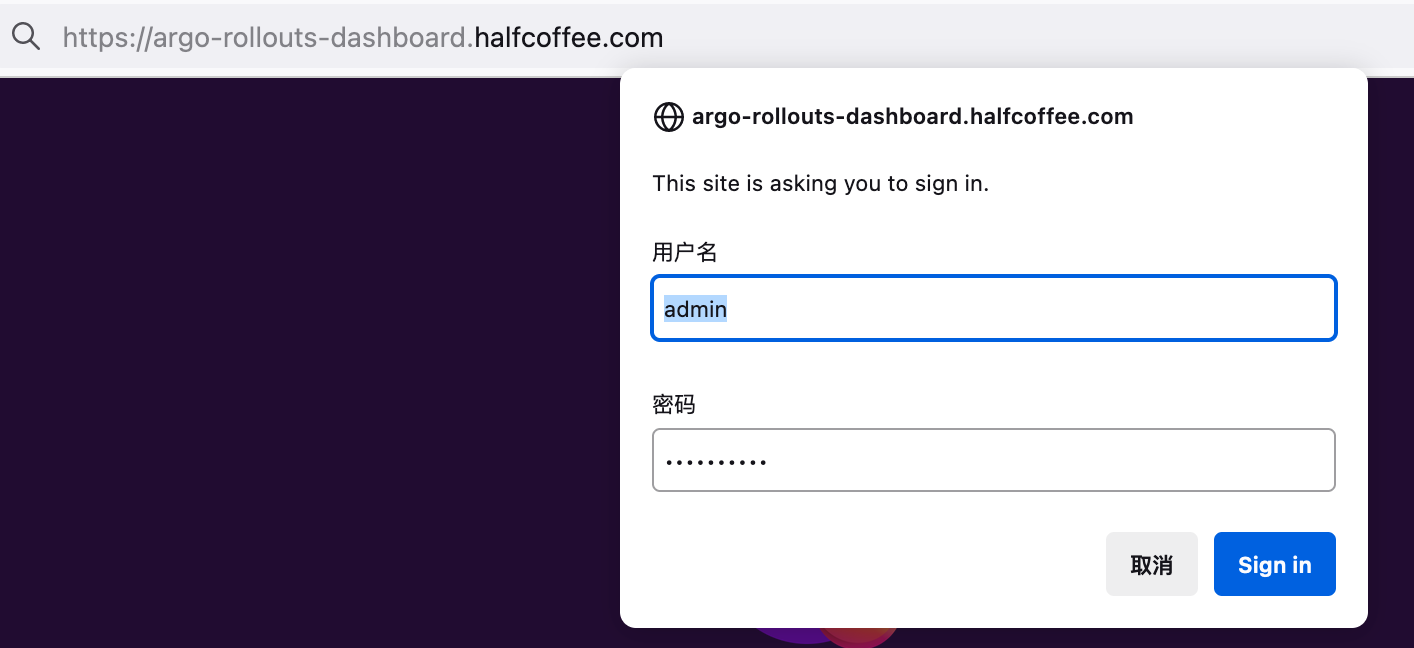 https://argo-rollouts-dashboard.halfcoffee.com
argo-rollouts-dashboard.halfcoffee.com
This site is asking you to sign in.
用户名
admin
密码
••••••••••
取消
Sign in